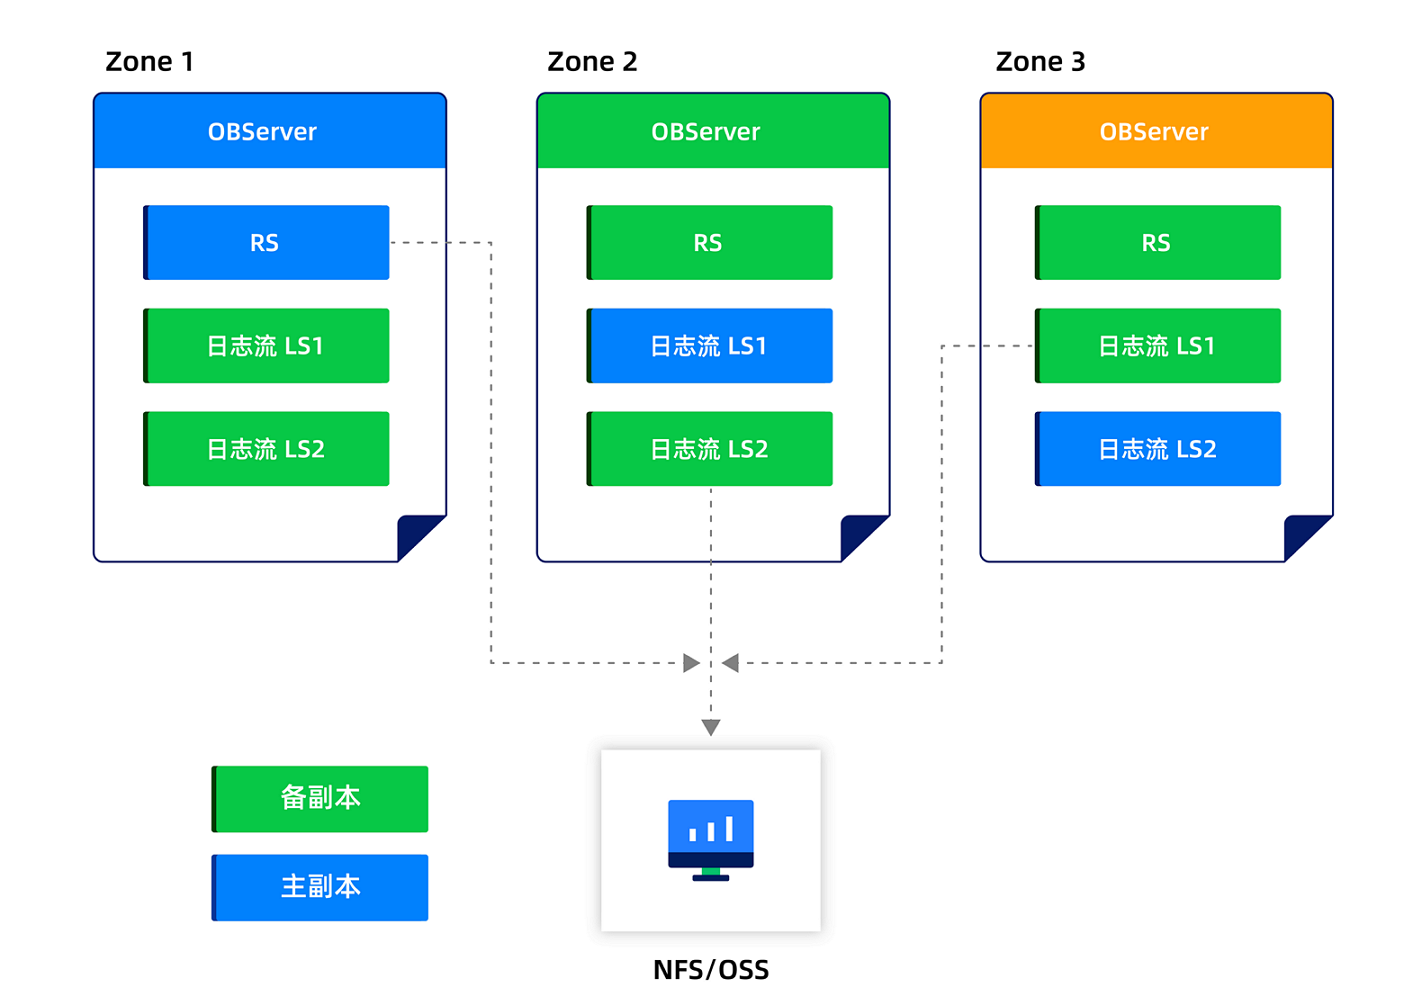 Zone 1
OBServer
RS
日志流 LS1
日志流 LS2
Zone 2
OBServer
RS
日志流 LS1
日志流 LS2
Zone 3
OBServer
RS
日志流 LS1
日志流 LS2
备副本
主副本
NFS/OSS